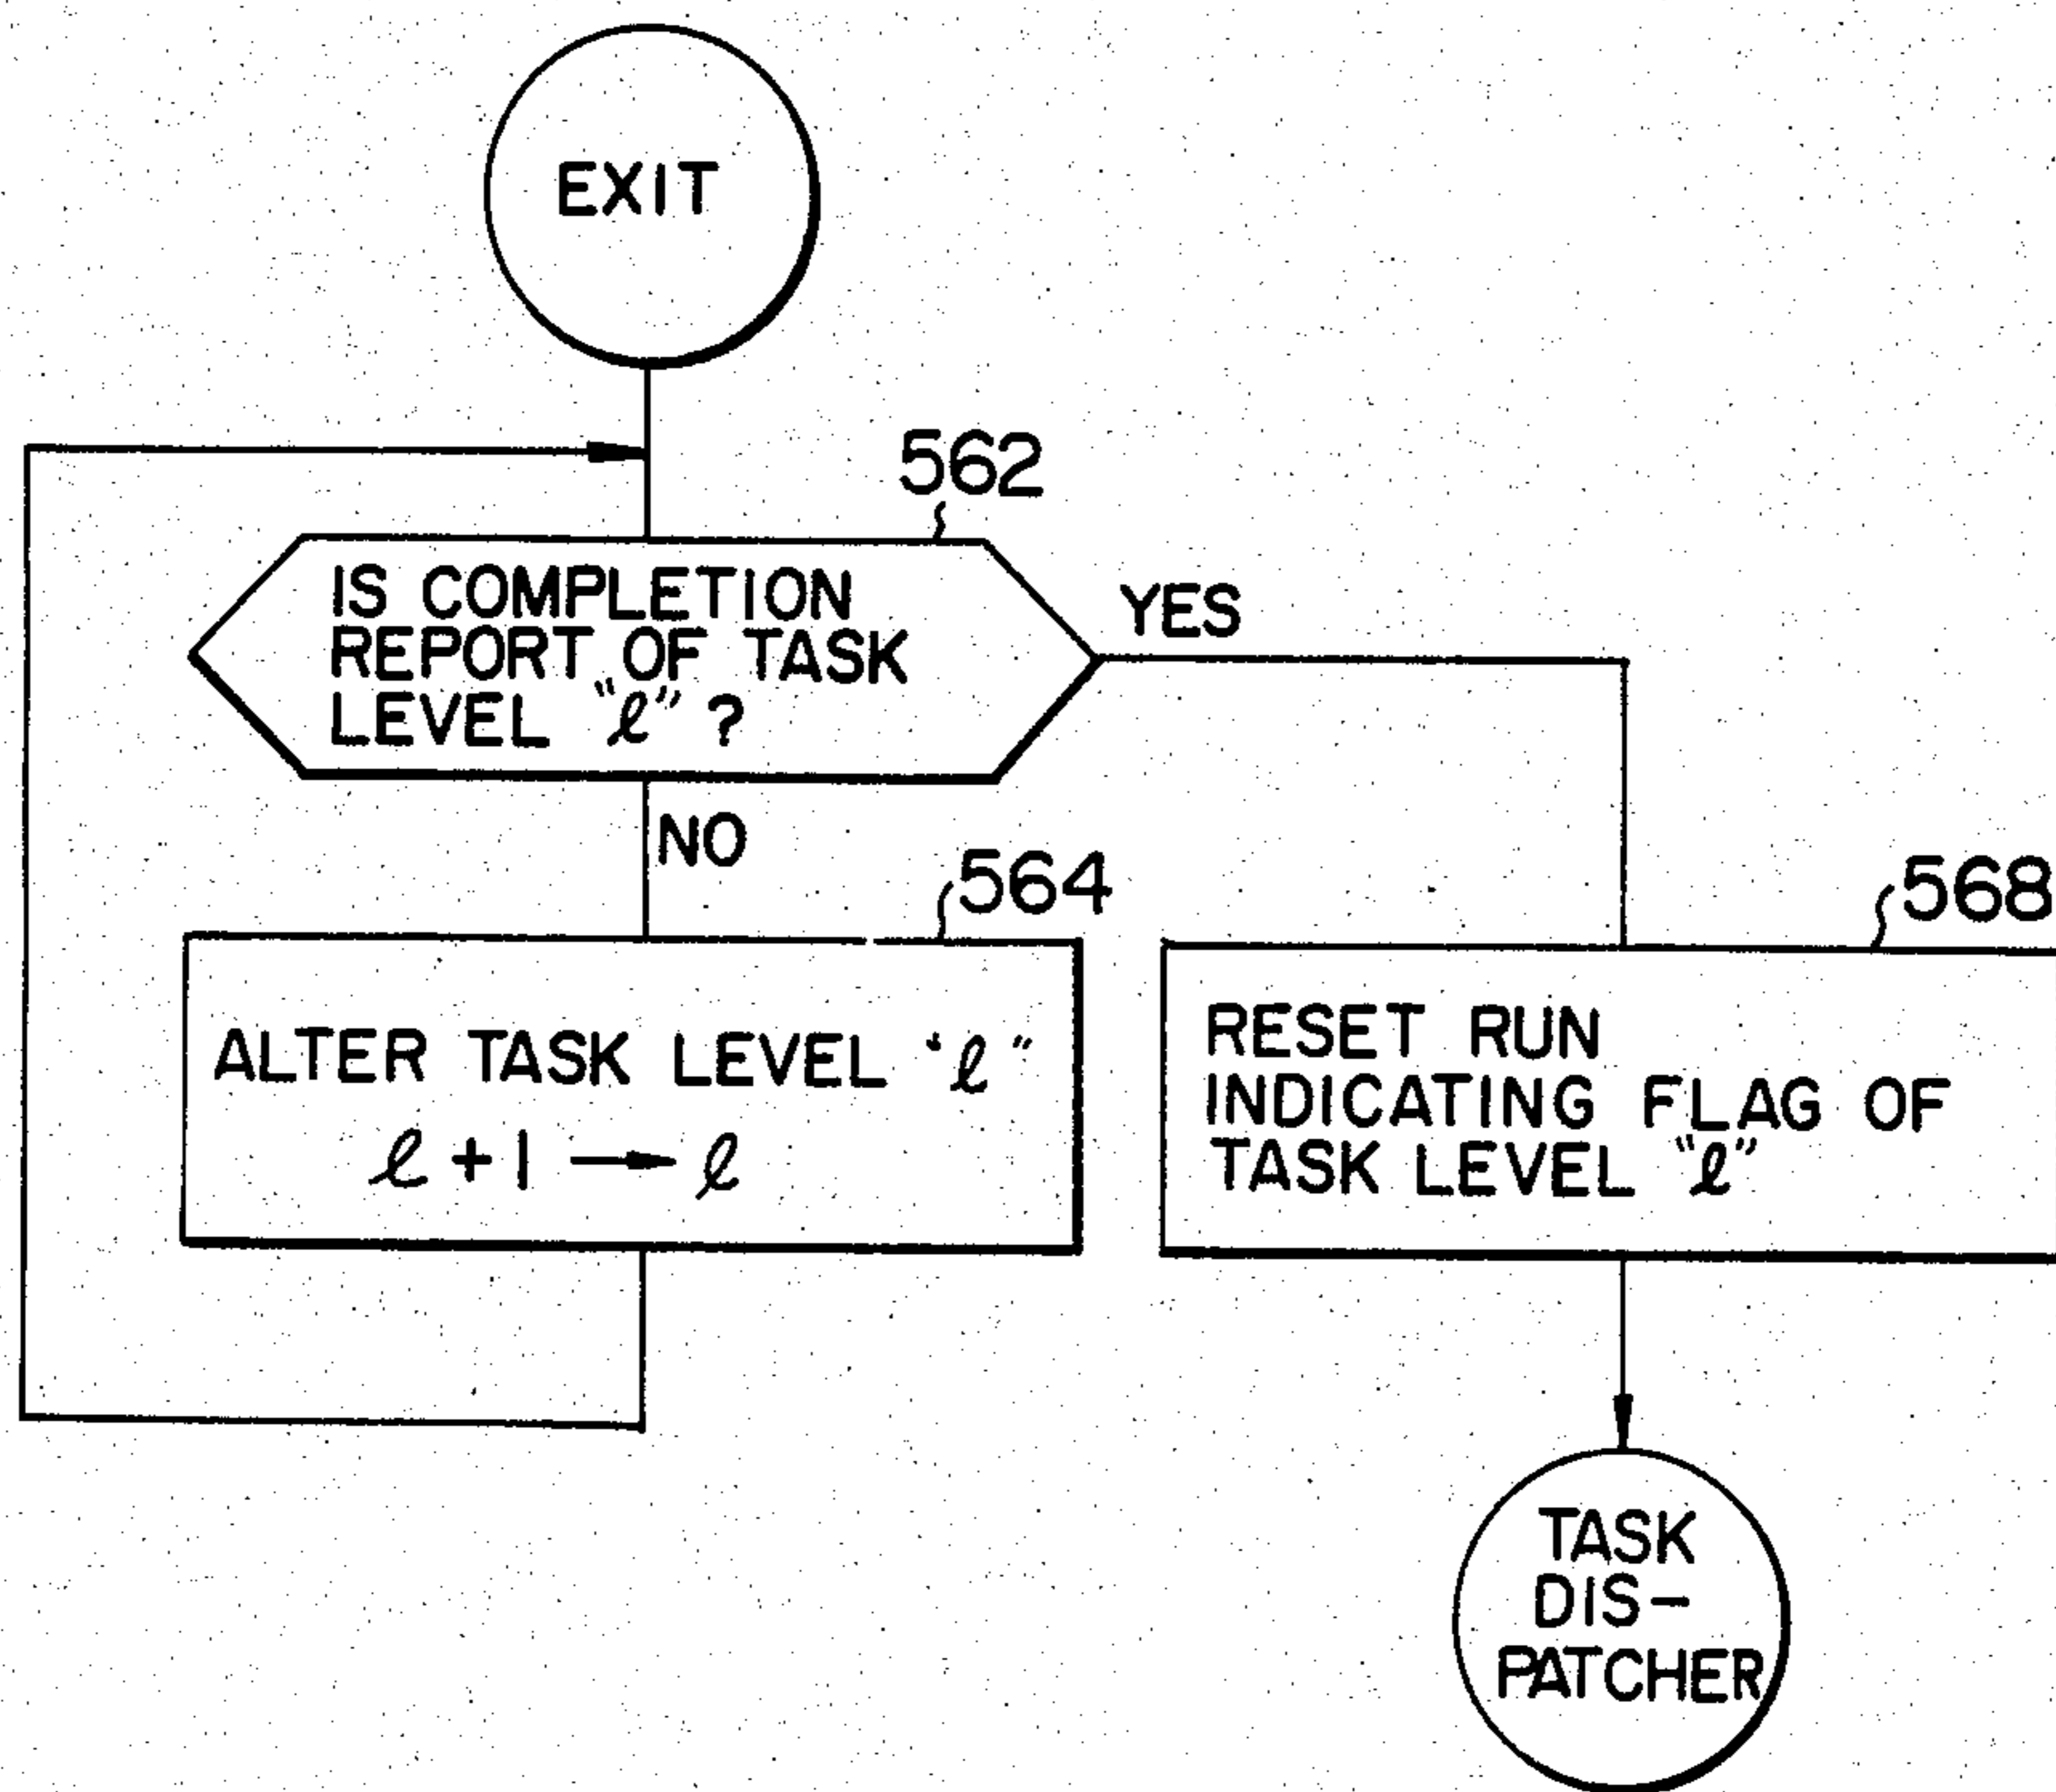 EXIT
562
IS COMPLETION
REPORT OF TASK
LEVEL "ℓ" ?
YES
NO
564
ALTER TASK LEVEL "ℓ"
ℓ + 1 → ℓ
568
RESET RUN
INDICATING FLAG OF
TASK LEVEL "ℓ"
TASK
DIS-
PATCHER